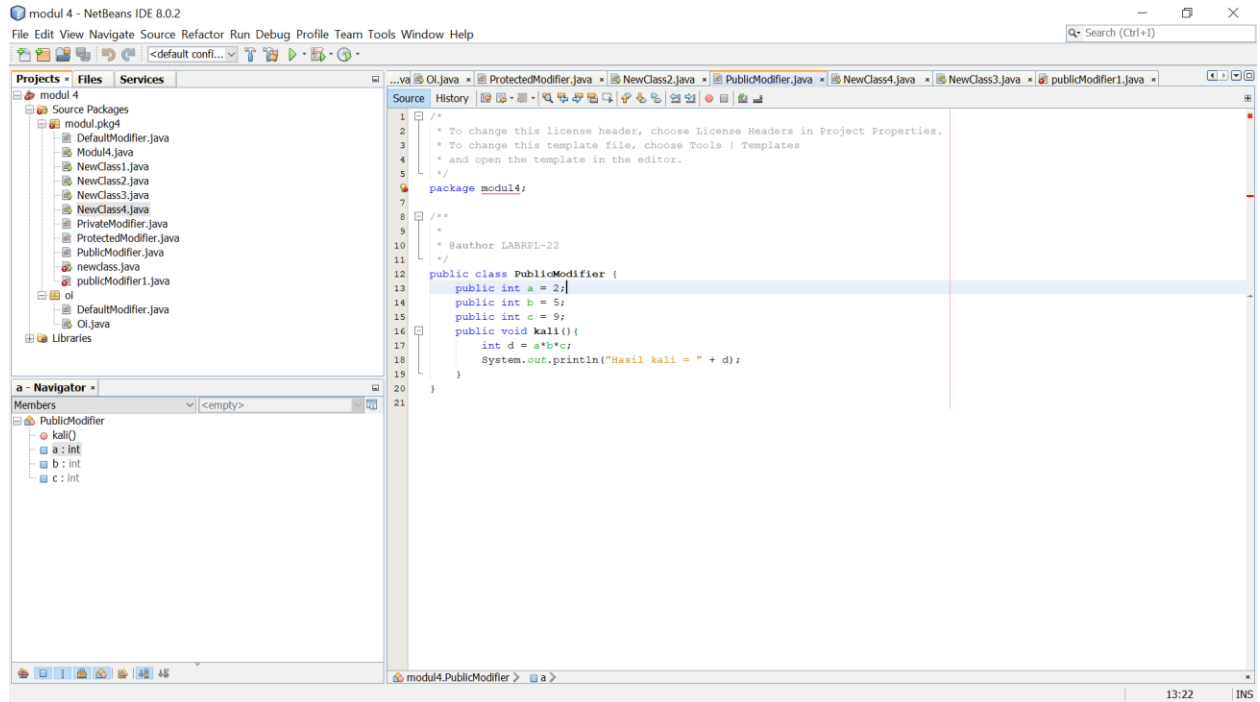 modul 4 - NetBeans IDE 8.0.2
File Edit View Navigate Source Refactor Run Debug Profile Team Tools Window Help
Search (Ctrl+I)
<default confi...
Projects × Files Services
modul 4
Source Packages
modul.pkg4
DefaultModifier.java
Modul4.java
NewClass1.java
NewClass2.java
NewClass3.java
NewClass4.java
PrivateModifier.java
ProtectedModifier.java
PublicModifier.java
newclass.java
publicModifier1.java
oi
DefaultModifier.java
Oi.java
Libraries
a - Navigator ×
Members <empty>
PublicModifier
kali()
a : int
b : int
c : int
...va Oi.java × ProtectedModifier.java × NewClass2.java × PublicModifier.java × NewClass4.java × NewClass3.java × publicModifier1.java ×
Source History
1 /*
2 * To change this license header, choose License Headers in Project Properties.
3 * To change this template file, choose Tools | Templates
4 * and open the template in the editor.
5 */
package modul4;
7
8 /**
9 *
10 * @author LABRPL-22
11 */
12 public class PublicModifier {
13 public int a = 2;
14 public int b = 5;
15 public int c = 9;
16 public void kali(){
17 int d = a*b*c;
18 System.out.println("Hasil kali = " + d);
19 }
20 }
21
modul4.PublicModifier > a >
13:22 INS